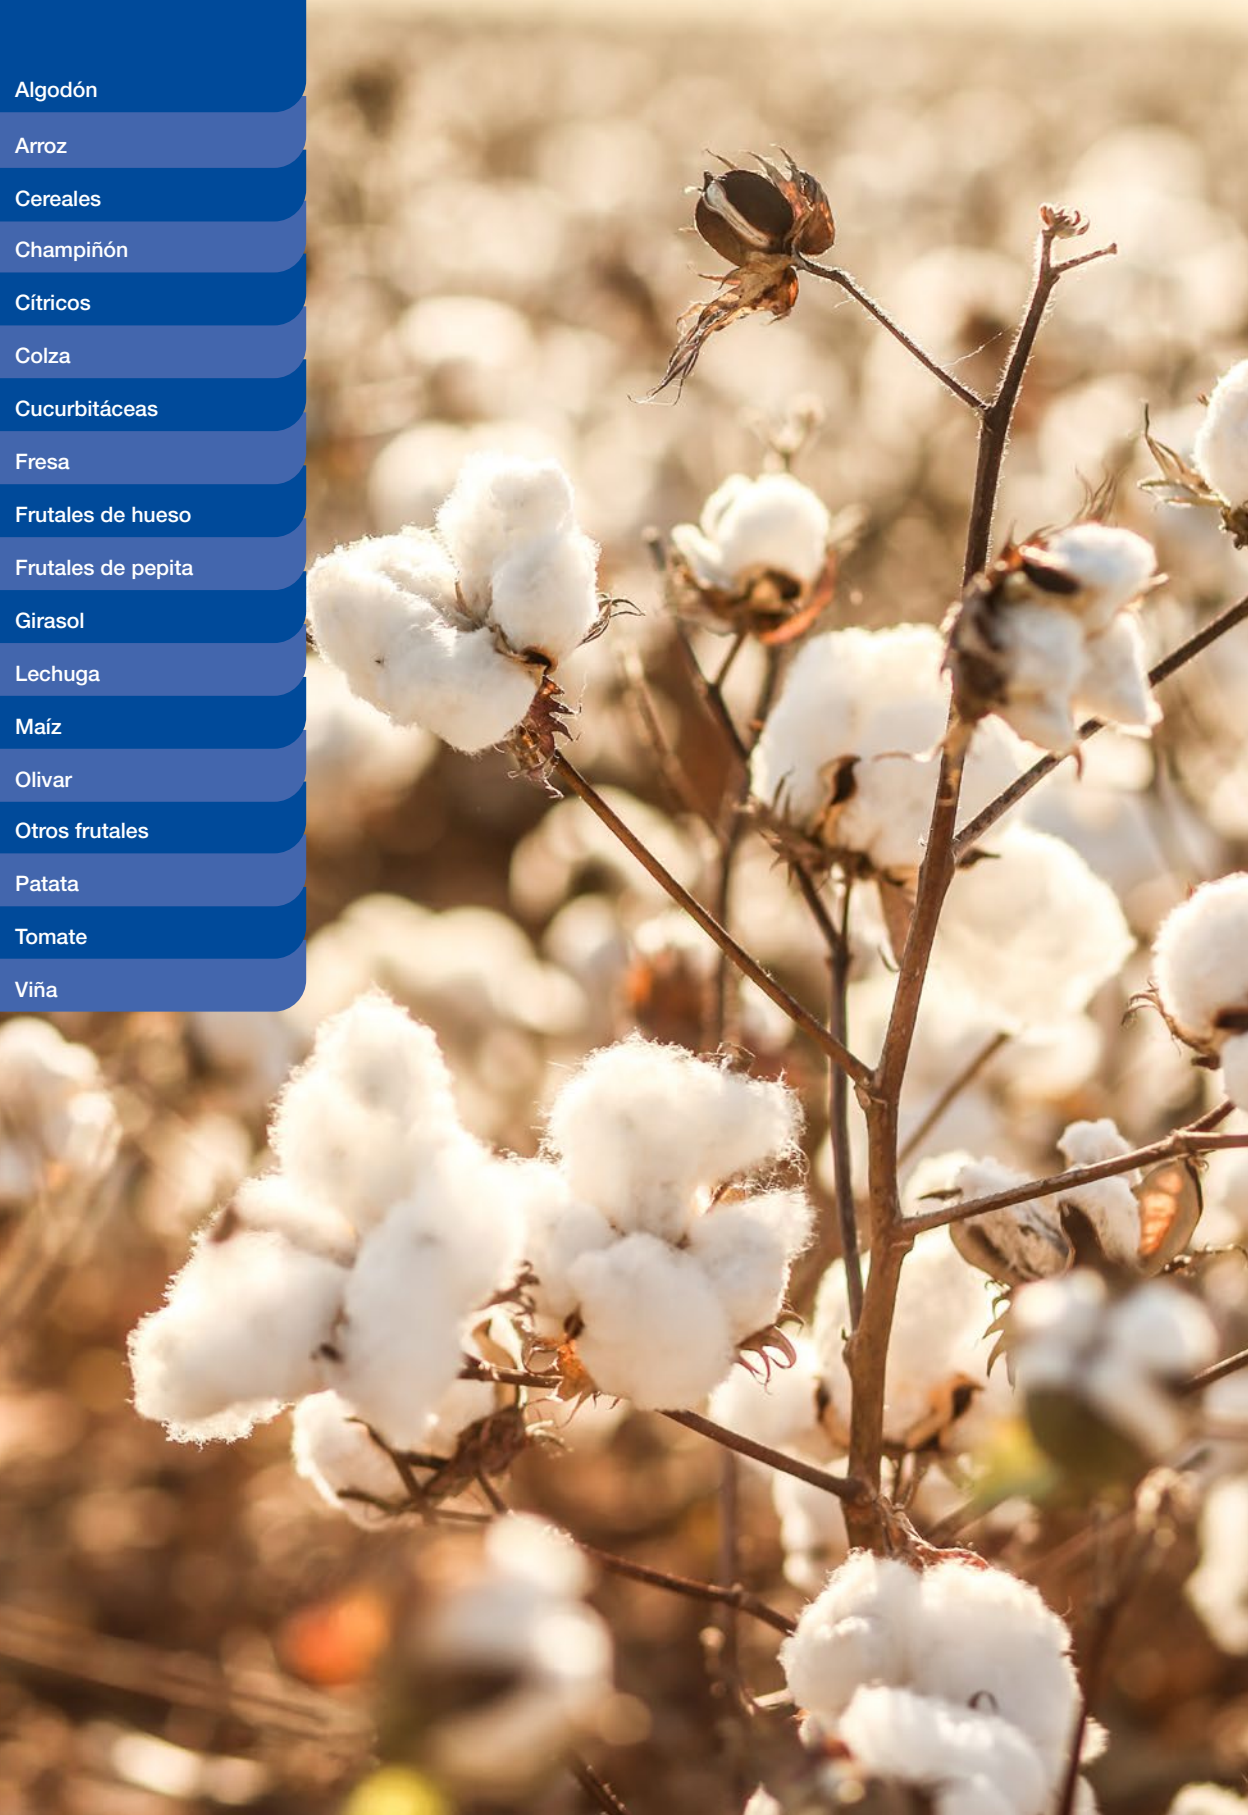 Algodón
Arroz
Cereales
Champiñón
Cítricos
Colza
Cucurbitáceas
Fresa
Frutales de hueso
Frutales de pepita
Girasol
Lechuga
Maíz
Olivar
Otros frutales
Patata
Tomate
Viña